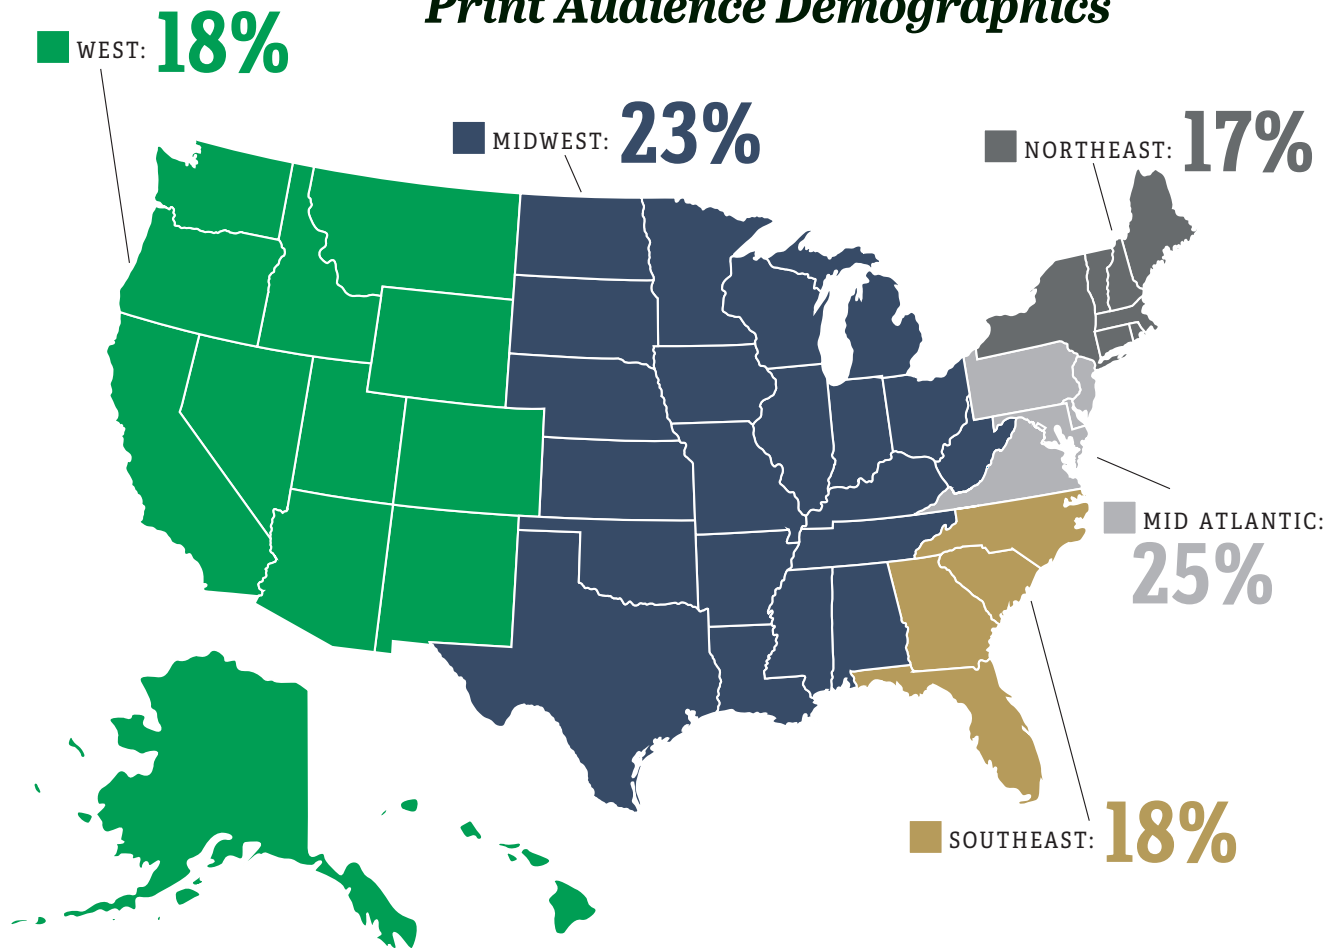 Print Audience Demographics
WEST: 18%
MIDWEST: 23%
NORTHEAST: 17%
MID ATLANTIC:
25%
SOUTHEAST: 18%